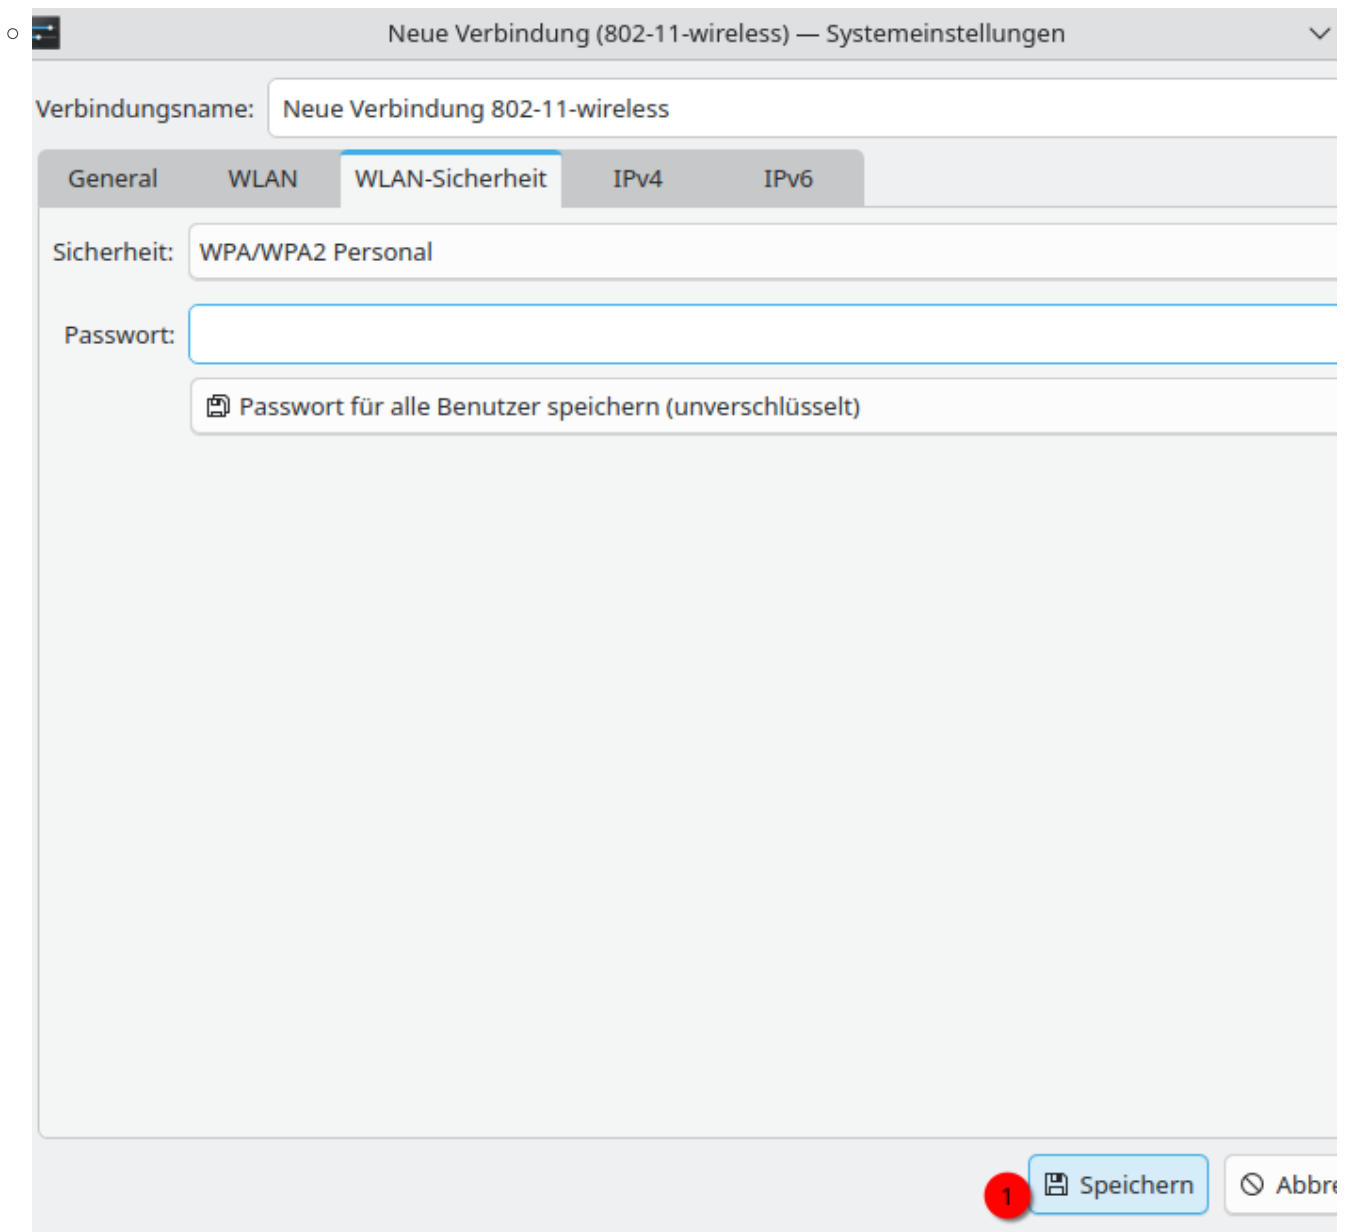 Neue Verbindung (802-11-wireless) — Systemeinstellungen
Verbindungsname: Neue Verbindung 802-11-wireless
General WLAN WLAN-Sicherheit IPv4 IPv6
Sicherheit: WPA/WPA2 Personal
Passwort:
Passwort für alle Benutzer speichern (unverschlüsselt)
1 Speichern Abbre